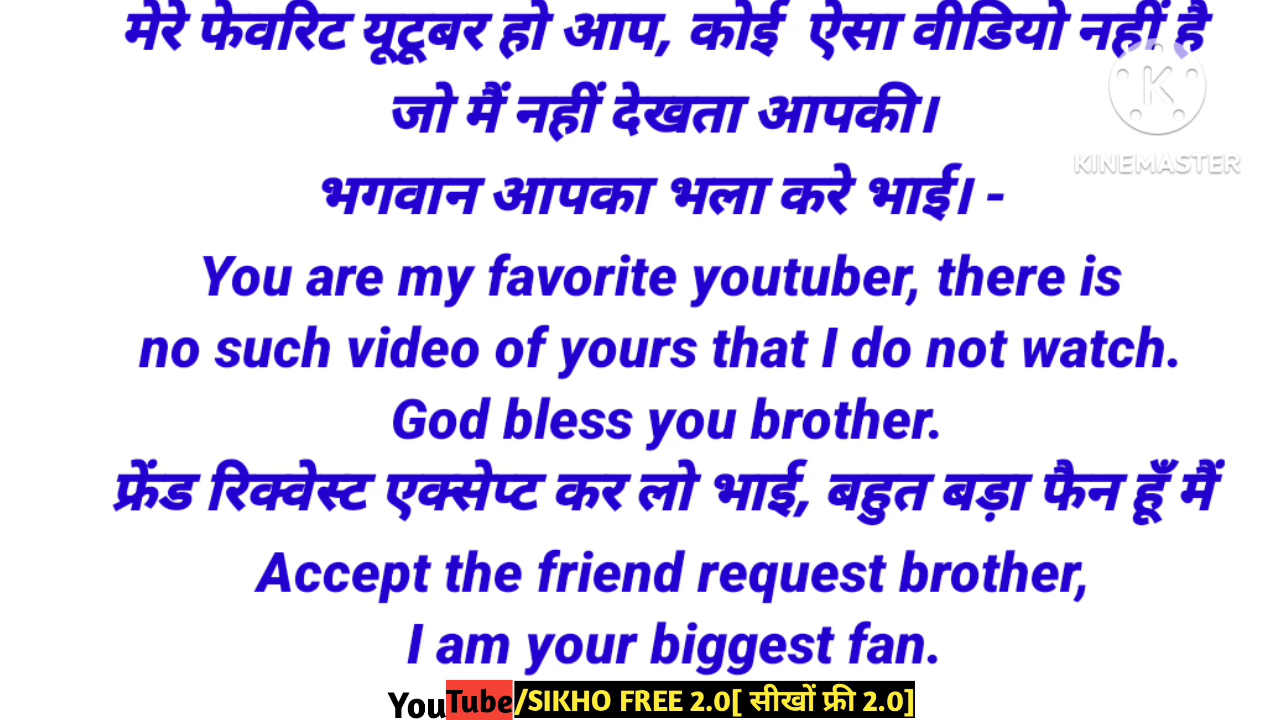 मेरे फेवरिट यूटूबर हो आप, कोई ऐसा वीडियो नहीं है
जो मैं नहीं देखता आपकी।
भगवान आपका भला करे भाई। -
You are my favorite youtuber, there is
no such video of yours that I do not watch.
God bless you brother.
फ्रेंड रिक्वेस्ट एक्सेप्ट कर लो भाई, बहुत बड़ा फैन हूँ मैं
Accept the friend request brother,
I am your biggest fan.
YouTube/SIKHO FREE 2.0[ सीखों फ्री 2.0]
K
KINEMASTER